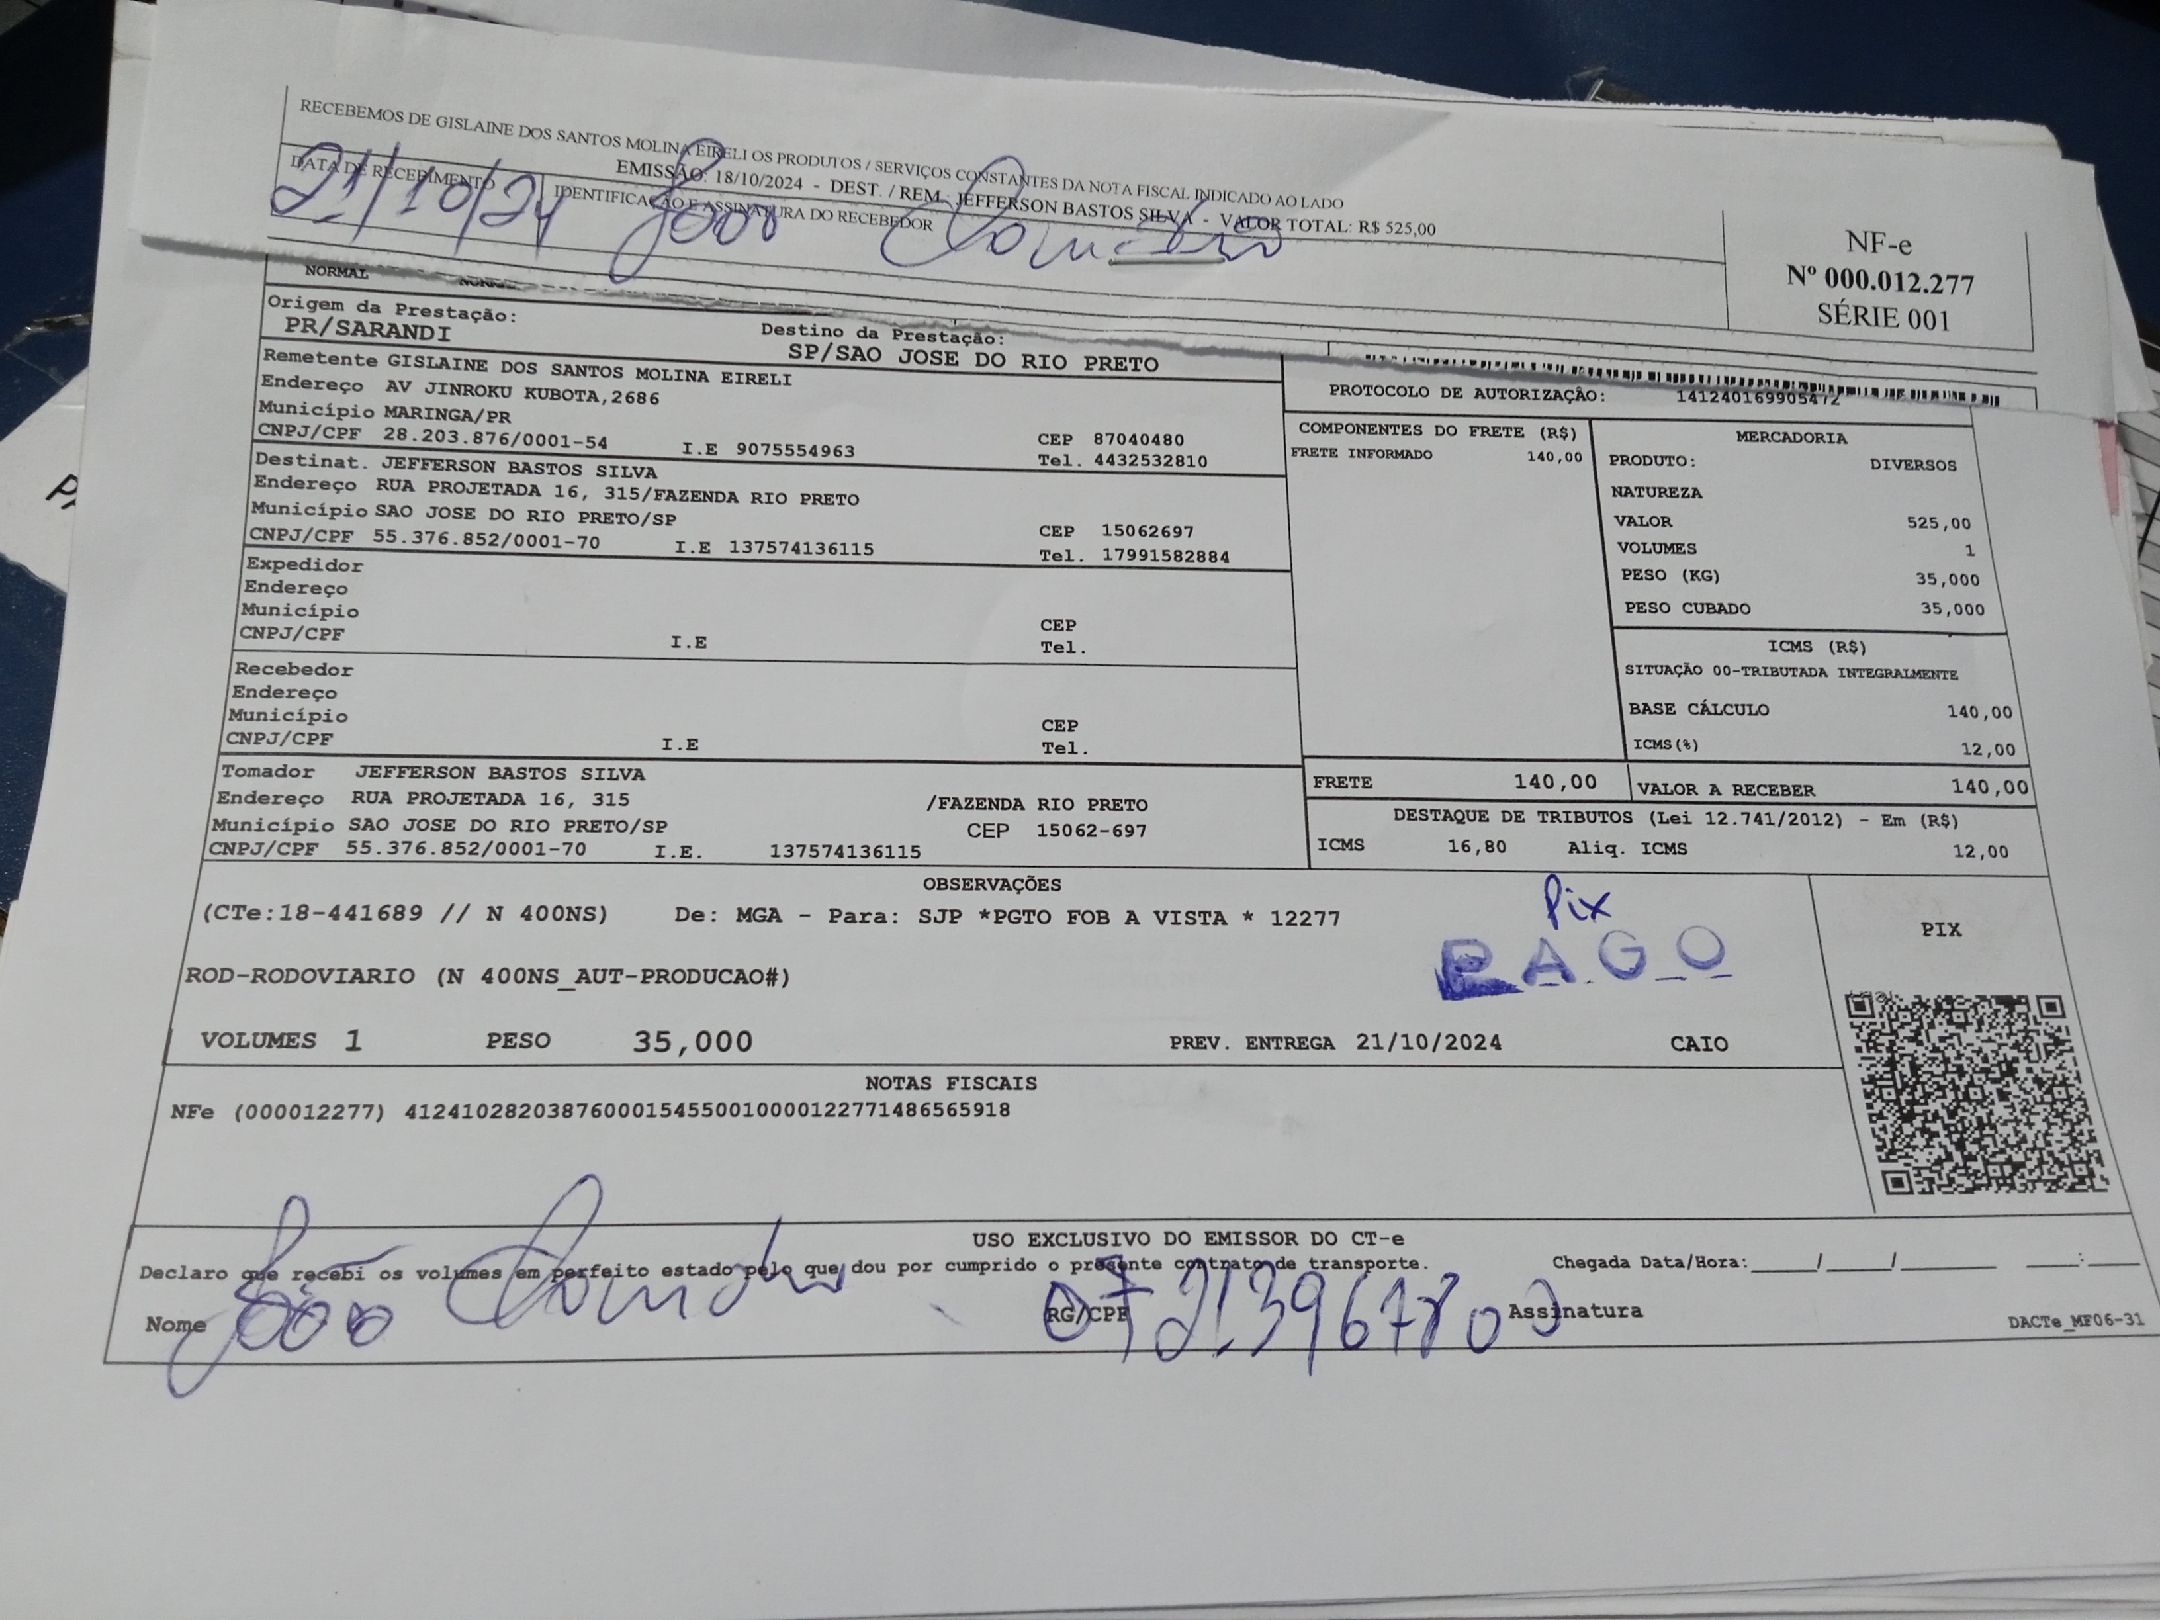 RECEBEMOS DE GISLAINE DOS SANTOS MOLINA EIRELI OS PRODUTOS / SERVIÇOS CONSTANTES DA NOTA FISCAL INDICADO AO LADO
EMISSÃO: 18/10/2024 - DEST. / REM.: JEFFERSON BASTOS SILVA - VALOR TOTAL: R$ 525,00
DATA DE RECEBIMENTO IDENTIFICAÇÃO E ASSINATURA DO RECEBEDOR
21/10/24
NF-e
Nº 000.012.277
SÉRIE 001
NORMAL
Origem da Prestação: Destino da Prestação:
PR/SARANDI SP/SAO JOSE DO RIO PRETO
Remetente GISLAINE DOS SANTOS MOLINA EIRELI
Endereço AV JINROKU KUBOTA,2686
Município MARINGA/PR CEP 87040480
CNPJ/CPF 28.203.876/0001-54 I.E 9075554963 Tel. 4432532810
Destinat. JEFFERSON BASTOS SILVA
Endereço RUA PROJETADA 16, 315/FAZENDA RIO PRETO
Município SAO JOSE DO RIO PRETO/SP CEP 15062697
CNPJ/CPF 55.376.852/0001-70 I.E 137574136115 Tel. 17991582884
Expedidor
Endereço
Município CEP
CNPJ/CPF I.E Tel.
Recebedor
Endereço
Município CEP
CNPJ/CPF I.E Tel.
Tomador JEFFERSON BASTOS SILVA
Endereço RUA PROJETADA 16, 315 /FAZENDA RIO PRETO
Município SAO JOSE DO RIO PRETO/SP CEP 15062-697
CNPJ/CPF 55.376.852/0001-70 I.E. 137574136115
PROTOCOLO DE AUTORIZAÇÃO: 141240169905472
COMPONENTES DO FRETE (R$)
FRETE INFORMADO 140,00
MERCADORIA
PRODUTO: DIVERSOS
NATUREZA
VALOR 525,00
VOLUMES 1
PESO (KG) 35,000
PESO CUBADO 35,000
ICMS (R$)
SITUAÇÃO 00-TRIBUTADA INTEGRALMENTE
BASE CÁLCULO 140,00
ICMS(%) 12,00
FRETE 140,00 VALOR A RECEBER 140,00
DESTAQUE DE TRIBUTOS (Lei 12.741/2012) - Em (R$)
ICMS 16,80 Aliq. ICMS 12,00
OBSERVAÇÕES
(CTe:18-441689 // N 400NS) De: MGA - Para: SJP *PGTO FOB A VISTA * 12277
Pix
PAGO
PIX
ROD-RODOVIARIO (N 400NS_AUT-PRODUCAO#)
VOLUMES 1 PESO 35,000 PREV. ENTREGA 21/10/2024 CAIO
NOTAS FISCAIS
NFe (000012277) 41241028203876000154550010000122771486565918
USO EXCLUSIVO DO EMISSOR DO CT-e
Declaro que recebi os volumes em perfeito estado pelo que dou por cumprido o presente contrato de transporte. Chegada Data/Hora:____/____/______ ___:___
Nome João RG/CPF 07213967800 Assinatura
DACTe_MF06-31